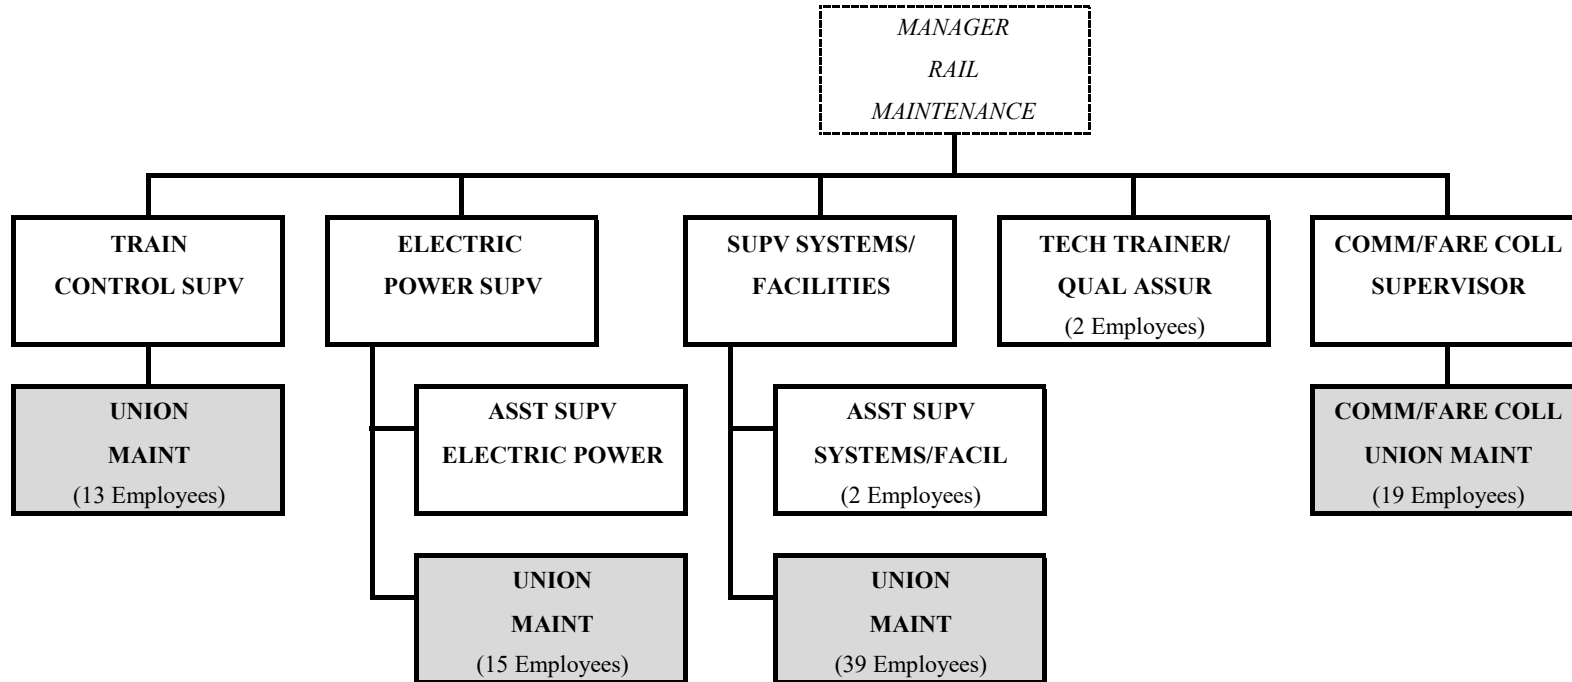 MANAGER
RAIL
MAINTENANCE
TRAIN
CONTROL SUPV
ELECTRIC
POWER SUPV
SUPV SYSTEMS/
FACILITIES
TECH TRAINER/
QUAL ASSUR
(2 Employees)
COMM/FARE COLL
SUPERVISOR
UNION
MAINT
(13 Employees)
ASST SUPV
ELECTRIC POWER
ASST SUPV
SYSTEMS/FACIL
(2 Employees)
COMM/FARE COLL
UNION MAINT
(19 Employees)
UNION
MAINT
(15 Employees)
UNION
MAINT
(39 Employees)